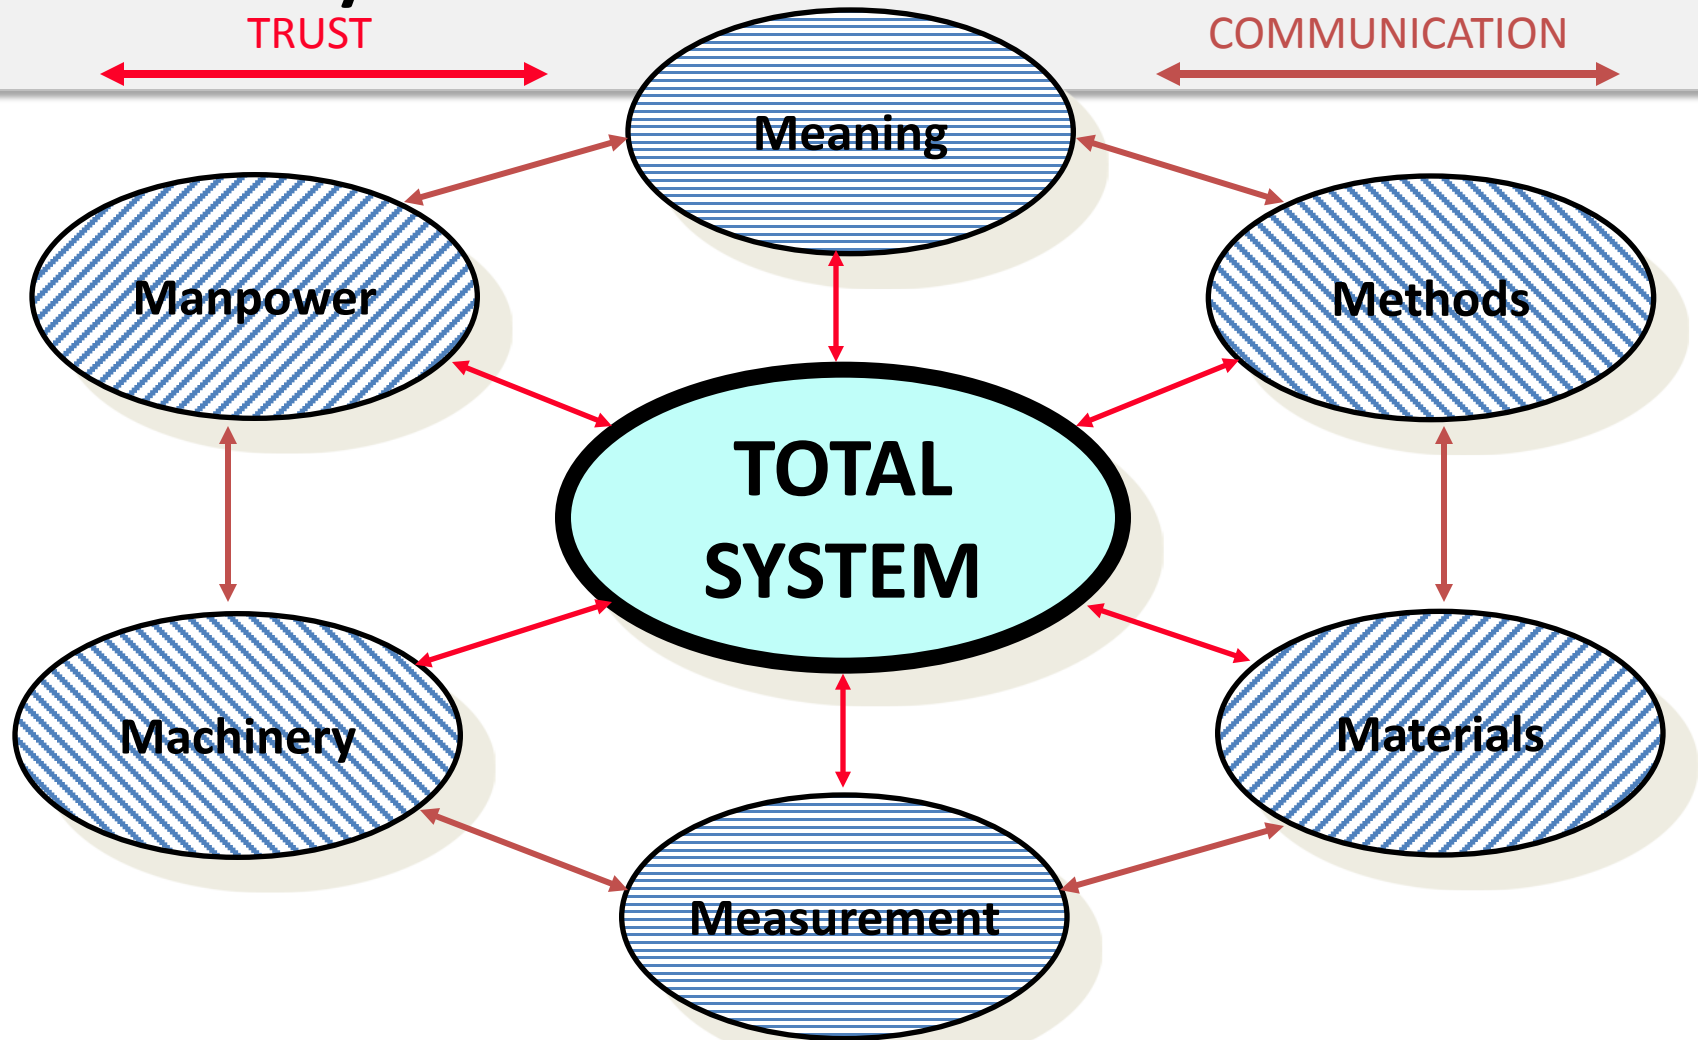 TRUST
COMMUNICATION
Meaning
Manpower
Methods
TOTAL
SYSTEM
Machinery
Materials
Measurement